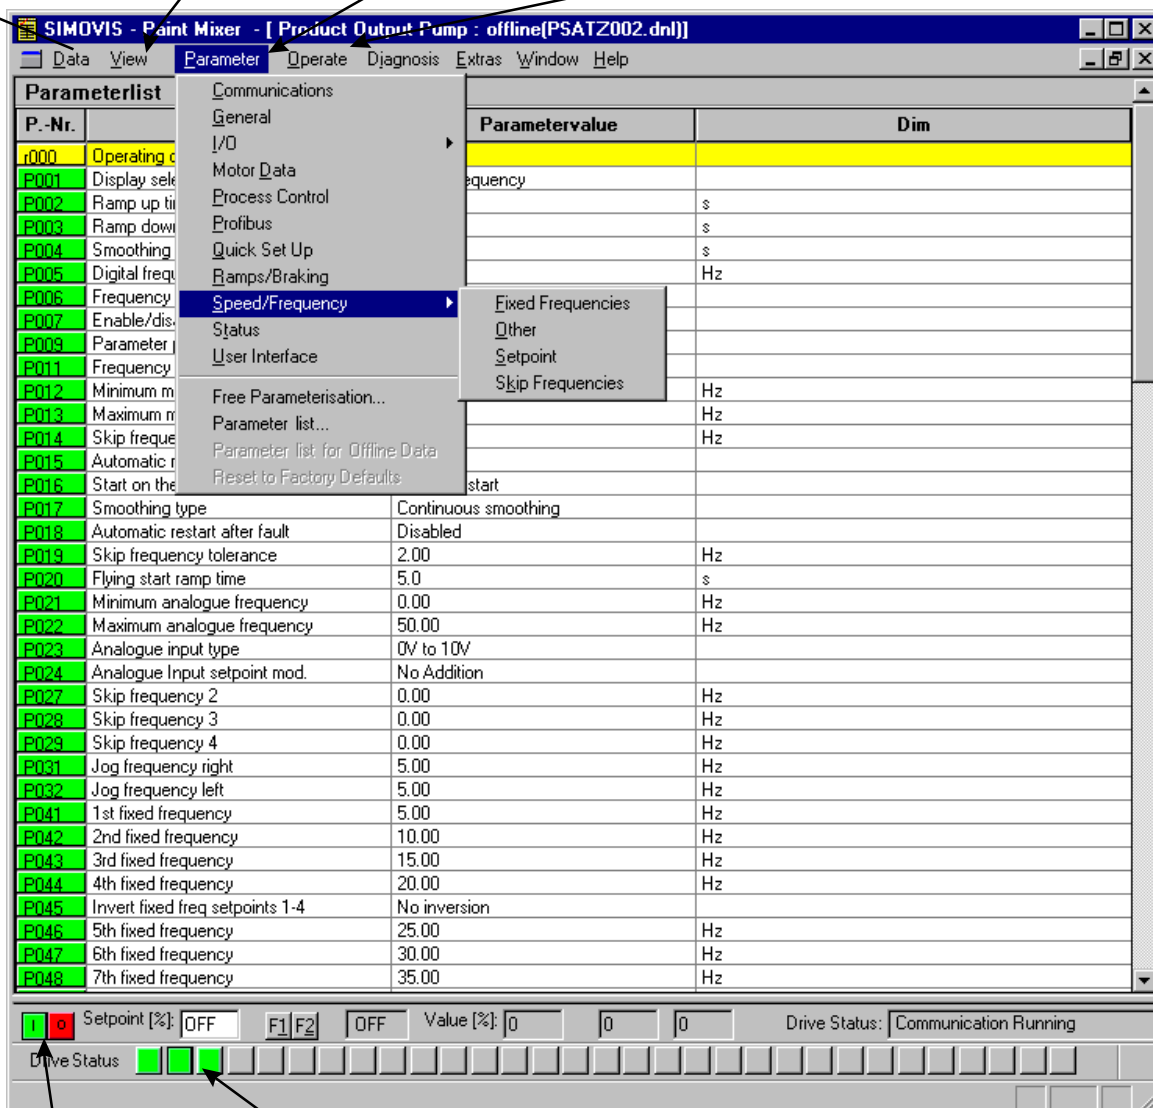 SIMOVIS - Paint Mixer - [ Product Output Pump : offline(PSATZ002.dnl)]
Data View Parameter Operate Djagnosis Extras Window Help
Parameterlist
P.-Nr. Parametervalue Dim
Communications
General
I/O
Motor Data
Process Control
Profibus
Quick Set Up
Ramps/Braking
Speed/Frequency
Status
User Interface
Free Parameterisation...
Parameter list...
Parameter list for Offline Data
Reset to Factory Defaults
Fixed Frequencies
Other
Setpoint
Skip Frequencies
r000 Operating
P001 Display equency
P002 Ramp up s
P003 Ramp s
P004 Smoothing s
P005 Digital Hz
P006 Frequency
P007
P009 Parameter
P011 Frequency
P012 Minimum Hz
P013 Maximum Hz
P014 Skip Hz
P015 Automatic
P016 Start on the start
P017 Smoothing type Continuous smoothing
P018 Automatic restart after fault Disabled
P019 Skip frequency tolerance 2.00 Hz
P020 Flying start ramp time 5.0 s
P021 Minimum analogue frequency 0.00 Hz
P022 Maximum analogue frequency 50.00 Hz
P023 Analogue input type 0V to 10V
P024 Analogue Input setpoint mod. No Addition
P027 Skip frequency 2 0.00 Hz
P028 Skip frequency 3 0.00 Hz
P029 Skip frequency 4 0.00 Hz
P031 Jog frequency right 5.00 Hz
P032 Jog frequency left 5.00 Hz
P041 1st fixed frequency 5.00 Hz
P042 2nd fixed frequency 10.00 Hz
P043 3rd fixed frequency 15.00 Hz
P044 4th fixed frequency 20.00 Hz
P045 Invert fixed freq setpoints 1-4 No inversion
P046 5th fixed frequency 25.00 Hz
P047 6th fixed frequency 30.00 Hz
P048 7th fixed frequency 35.00 Hz
I O Setpoint [%]: OFF F1 F2 OFF Value [%]: 0 0 0 Drive Status: Communication Running
Drive Status